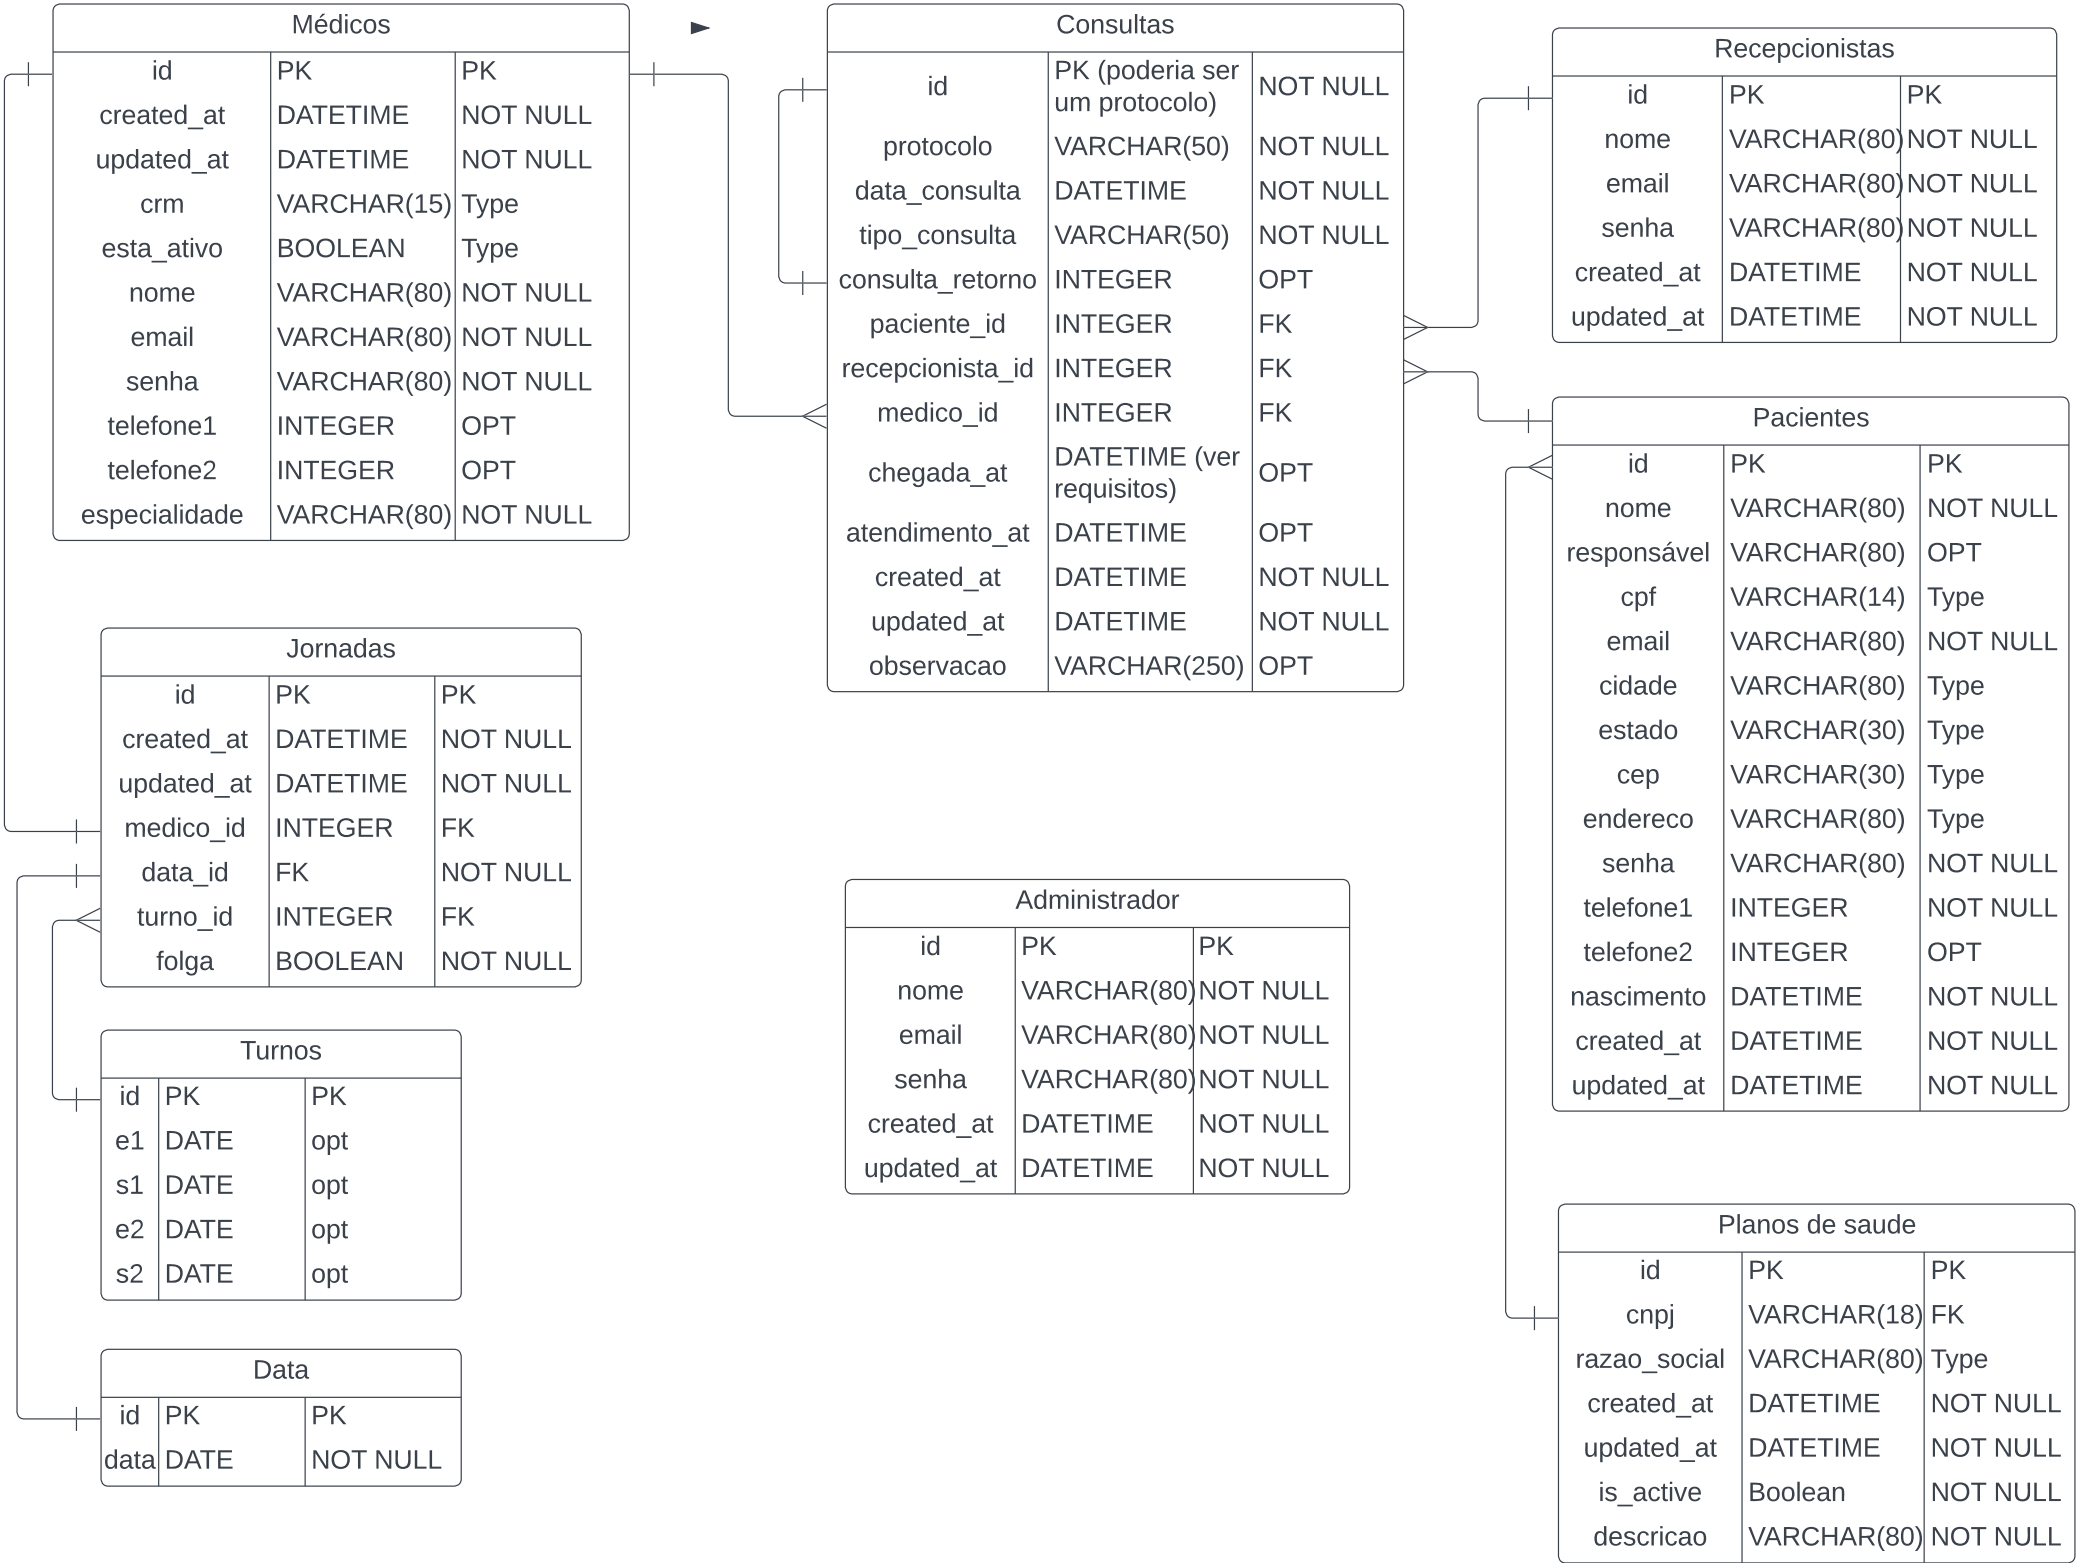 Médicos
id PK PK
created_at DATETIME NOT NULL
updated_at DATETIME NOT NULL
crm VARCHAR(15) Type
esta_ativo BOOLEAN Type
nome VARCHAR(80) NOT NULL
email VARCHAR(80) NOT NULL
senha VARCHAR(80) NOT NULL
telefone1 INTEGER OPT
telefone2 INTEGER OPT
especialidade VARCHAR(80) NOT NULL
Consultas
id PK (poderia ser
um protocolo) NOT NULL
protocolo VARCHAR(50) NOT NULL
data_consulta DATETIME NOT NULL
tipo_consulta VARCHAR(50) NOT NULL
consulta_retorno INTEGER OPT
paciente_id INTEGER FK
recepcionista_id INTEGER FK
medico_id INTEGER FK
chegada_at DATETIME (ver
requisitos) OPT
atendimento_at DATETIME OPT
created_at DATETIME NOT NULL
updated_at DATETIME NOT NULL
observacao VARCHAR(250) OPT
Recepcionistas
id PK PK
nome VARCHAR(80) NOT NULL
email VARCHAR(80) NOT NULL
senha VARCHAR(80) NOT NULL
created_at DATETIME NOT NULL
updated_at DATETIME NOT NULL
Pacientes
id PK PK
nome VARCHAR(80) NOT NULL
responsável VARCHAR(80) OPT
cpf VARCHAR(14) Type
email VARCHAR(80) NOT NULL
cidade VARCHAR(80) Type
estado VARCHAR(30) Type
cep VARCHAR(30) Type
endereco VARCHAR(80) Type
senha VARCHAR(80) NOT NULL
telefone1 INTEGER NOT NULL
telefone2 INTEGER OPT
nascimento DATETIME NOT NULL
created_at DATETIME NOT NULL
updated_at DATETIME NOT NULL
Jornadas
id PK PK
created_at DATETIME NOT NULL
updated_at DATETIME NOT NULL
medico_id INTEGER FK
data_id FK NOT NULL
turno_id INTEGER FK
folga BOOLEAN NOT NULL
Administrador
id PK PK
nome VARCHAR(80) NOT NULL
email VARCHAR(80) NOT NULL
senha VARCHAR(80) NOT NULL
created_at DATETIME NOT NULL
updated_at DATETIME NOT NULL
Turnos
id PK PK
e1 DATE opt
s1 DATE opt
e2 DATE opt
s2 DATE opt
Data
id PK PK
data DATE NOT NULL
Planos de saude
id PK PK
cnpj VARCHAR(18) FK
razao_social VARCHAR(80) Type
created_at DATETIME NOT NULL
updated_at DATETIME NOT NULL
is_active Boolean NOT NULL
descricao VARCHAR(80) NOT NULL